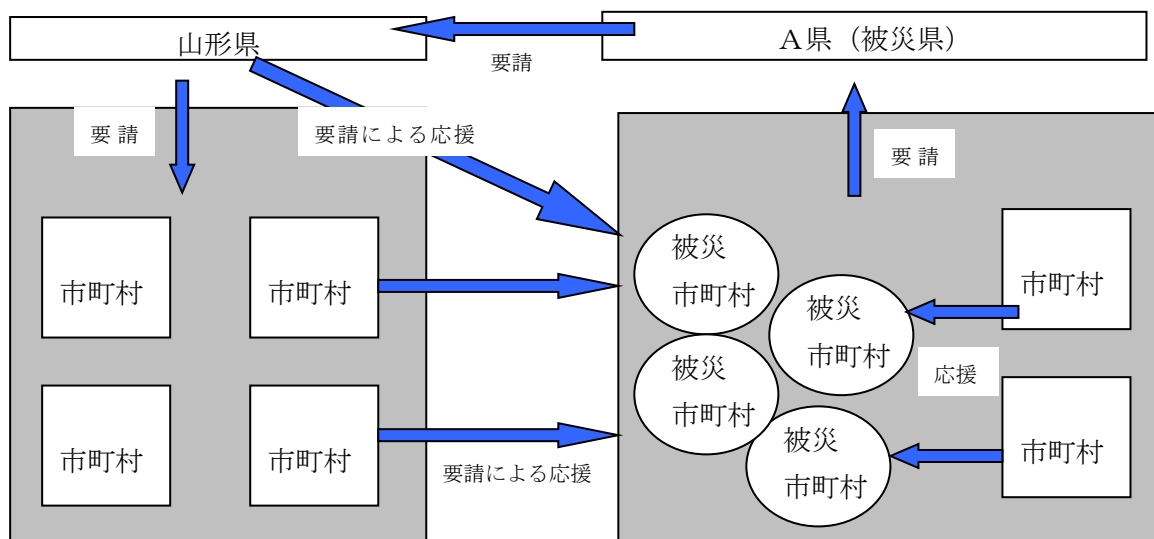 山形県
A県（被災県）
要請
要請
要請による応援
要請
市町村
市町村
市町村
市町村
要請による応援
被災
市町村
被災
市町村
被災
市町村
被災
市町村
市町村
応援
市町村